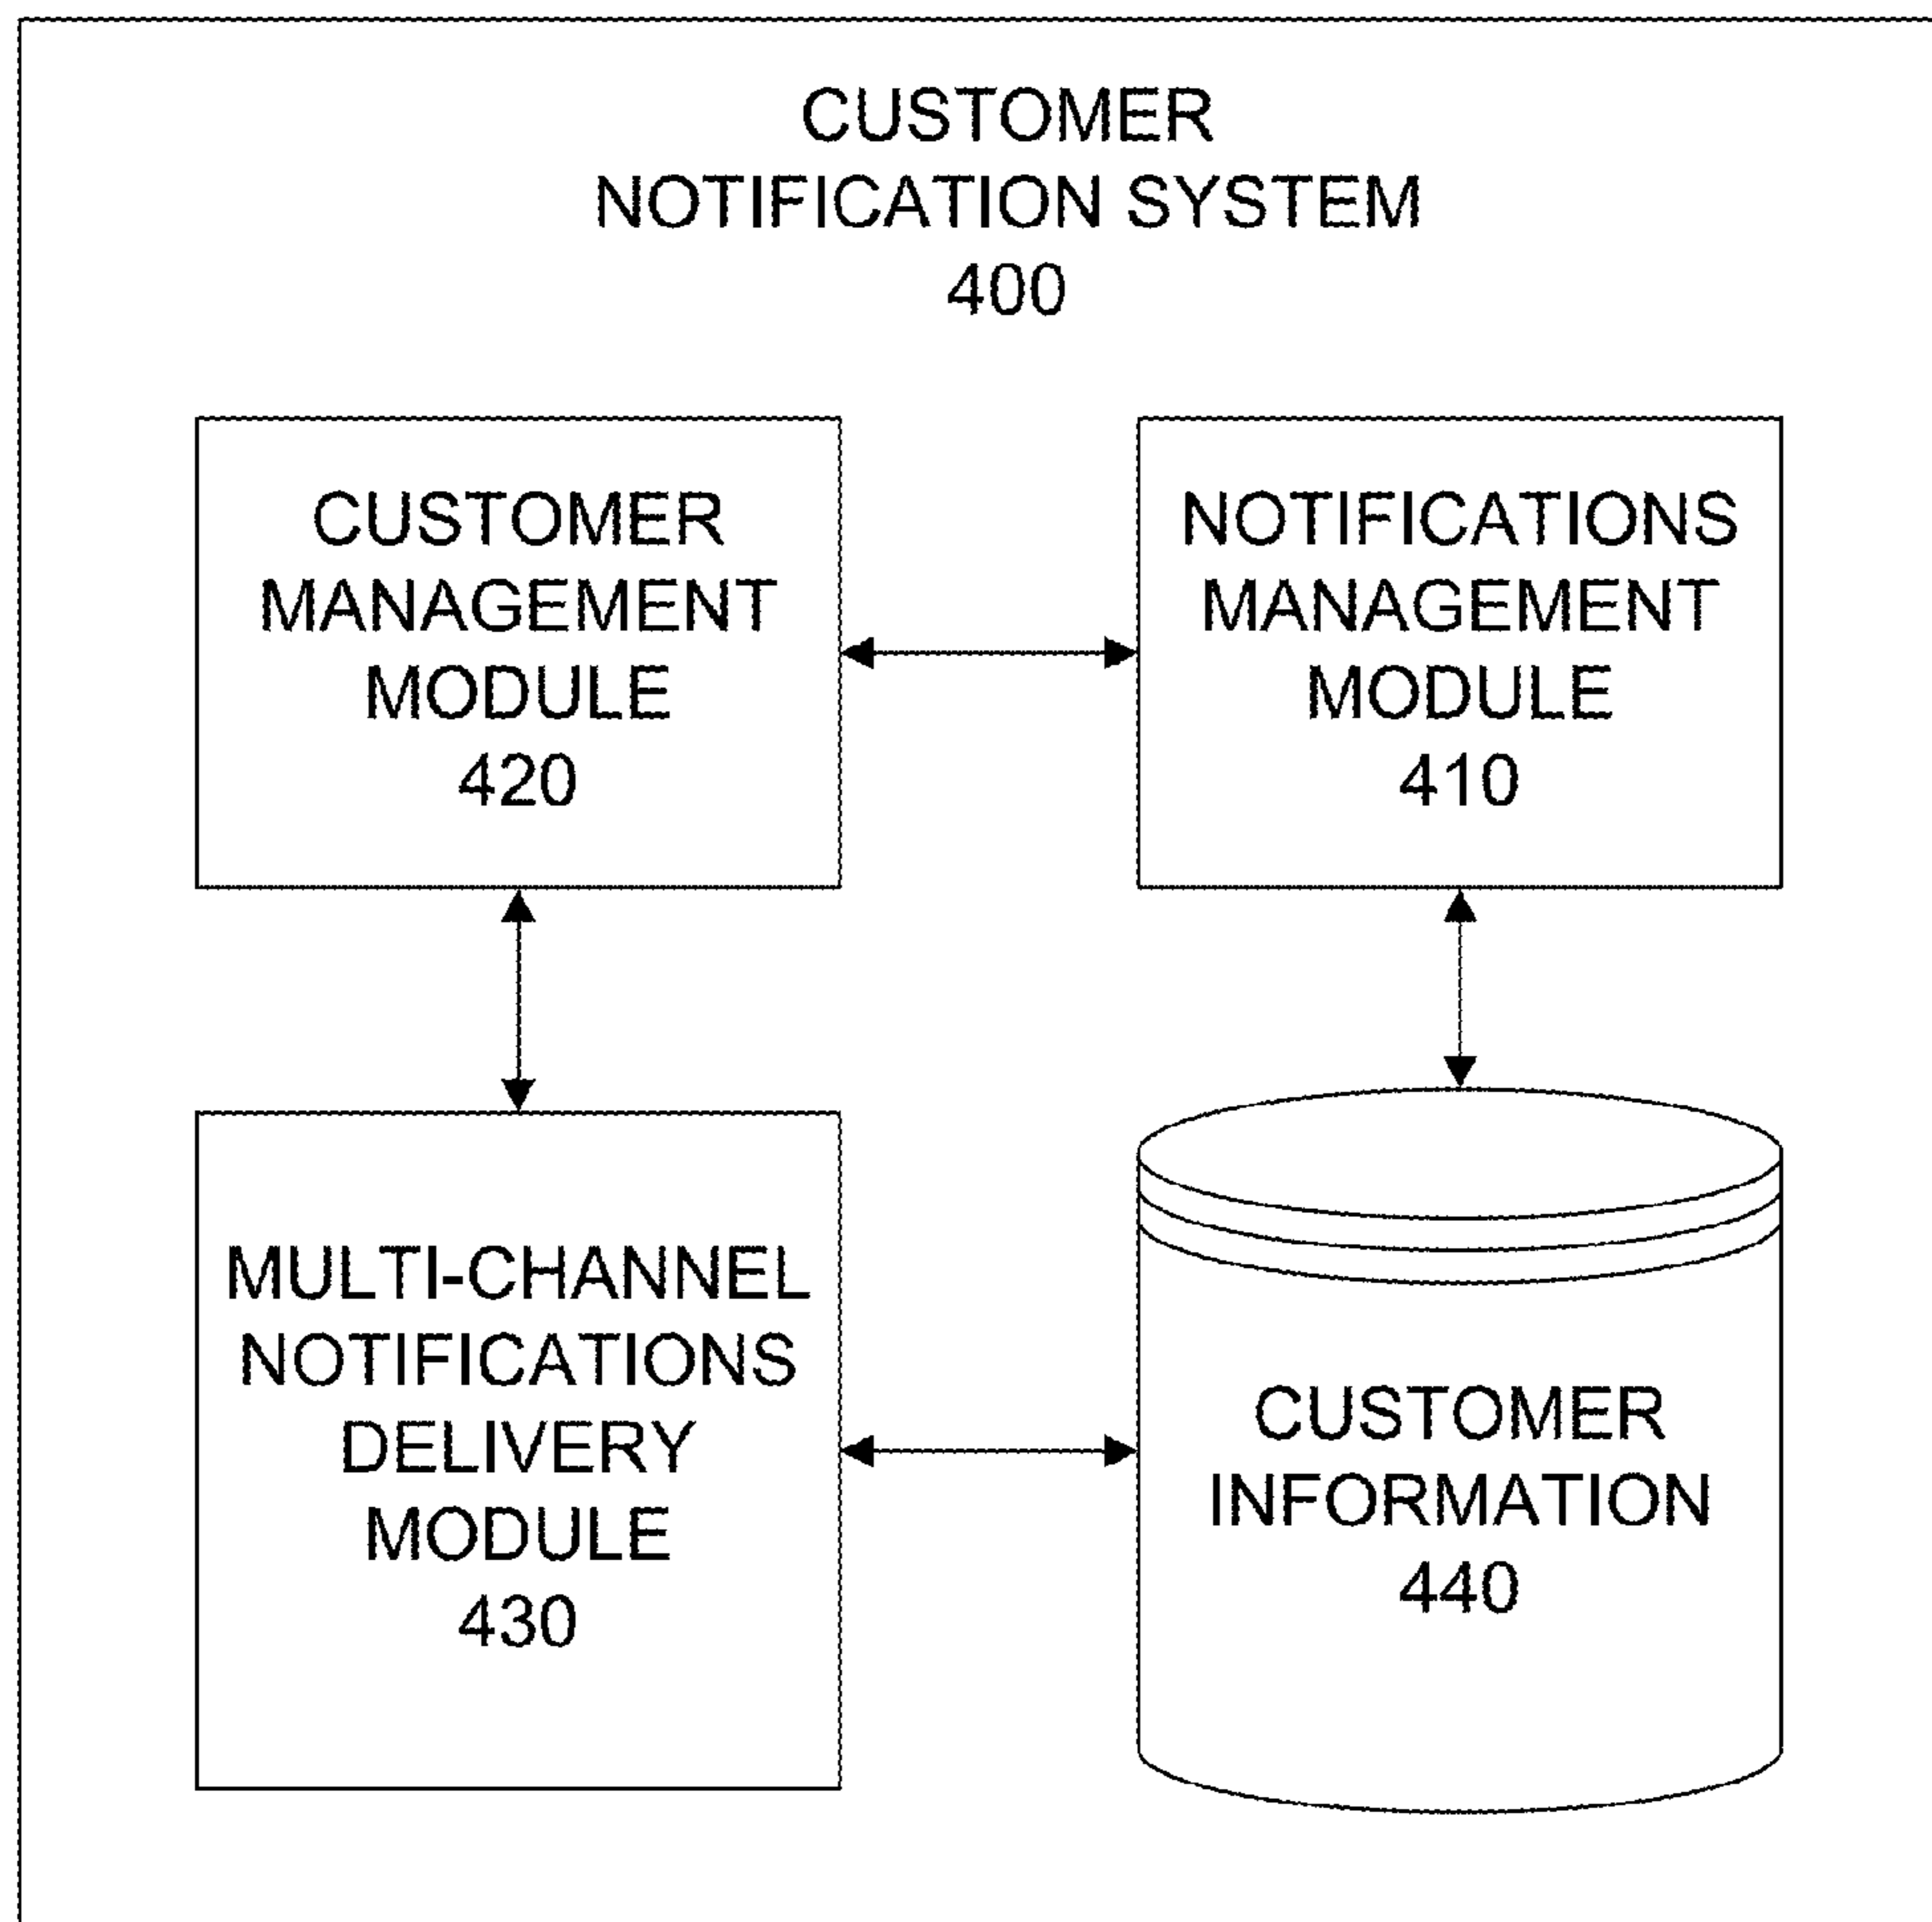 CUSTOMER
NOTIFICATION SYSTEM
400
CUSTOMER
MANAGEMENT
MODULE
420
NOTIFICATIONS
MANAGEMENT
MODULE
410
MULTI-CHANNEL
NOTIFICATIONS
DELIVERY
MODULE
430
CUSTOMER
INFORMATION
440